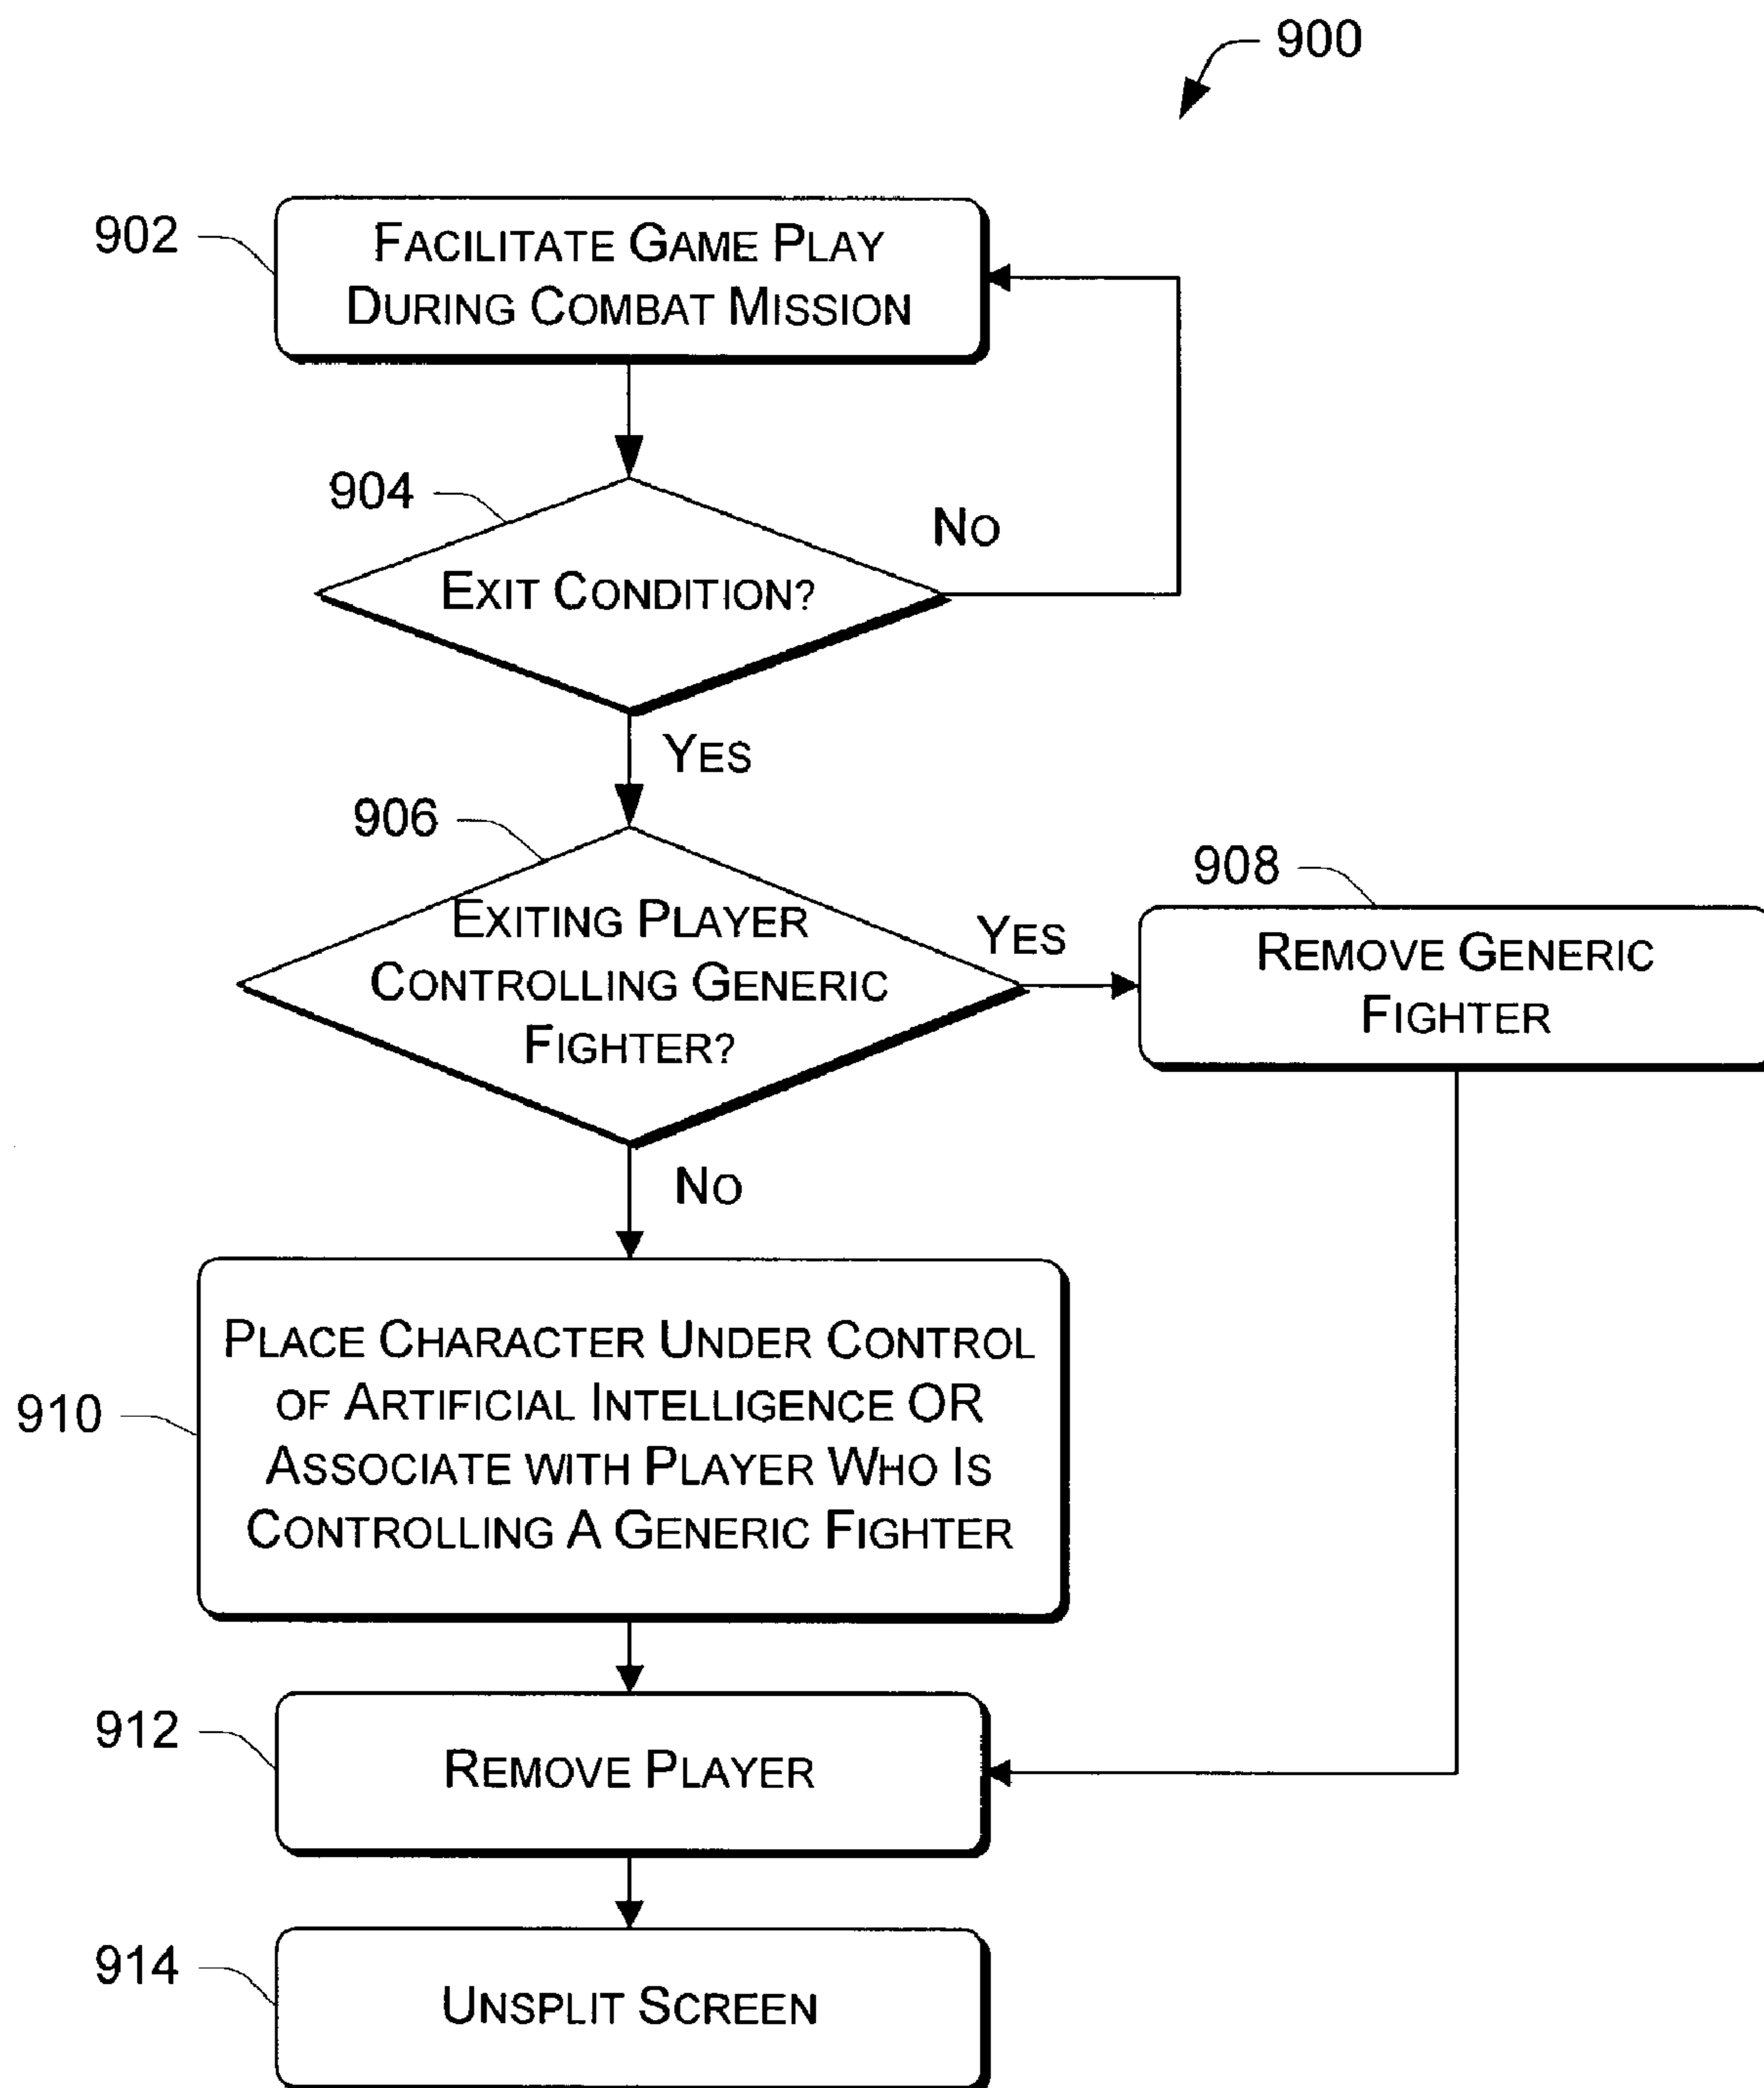 900
902
FACILITATE GAME PLAY
DURING COMBAT MISSION
904
NO
EXIT CONDITION?
YES
906
908
EXITING PLAYER
CONTROLLING GENERIC
FIGHTER?
YES
REMOVE GENERIC
FIGHTER
NO
910
PLACE CHARACTER UNDER CONTROL
OF ARTIFICIAL INTELLIGENCE OR
ASSOCIATE WITH PLAYER WHO IS
CONTROLLING A GENERIC FIGHTER
912
REMOVE PLAYER
914
UNSPLIT SCREEN